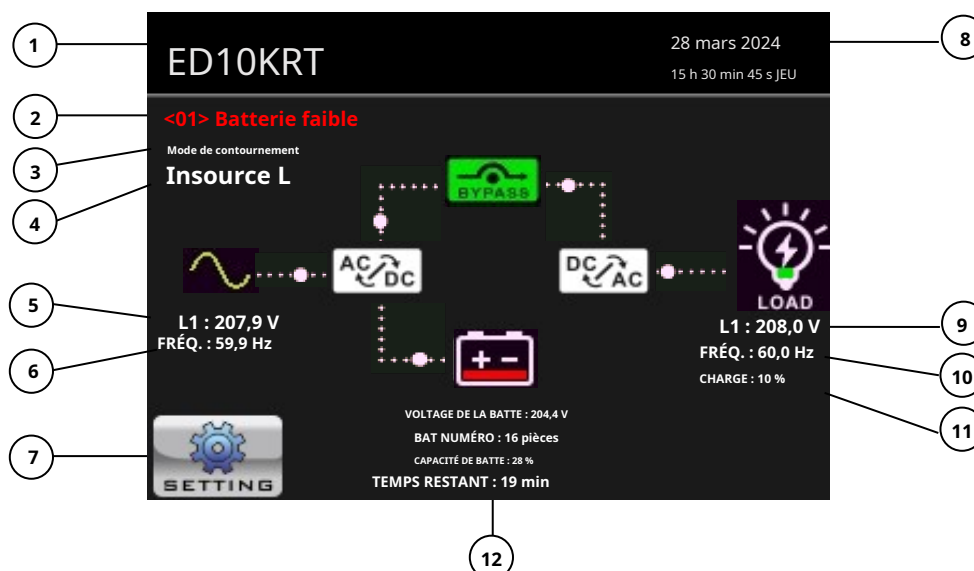 1
ED10KRT
28 mars 2024
8
15 h 30 min 45 s JEU
2
<01> Batterie faible
3
Mode de contournement
4
Insource L
BYPASS
AC DC
DC AC
LOAD
5
L1 : 207,9 V
L1 : 208,0 V
9
6
FRÉQ. : 59,9 Hz
FRÉQ. : 60,0 Hz
10
CHARGE : 10 %
11
VOLTAGE DE LA BATTE : 204,4 V
BAT NUMÉRO : 16 pièces
7
CAPACITÉ DE BATTE : 28 %
SETTING
TEMPS RESTANT : 19 min
12